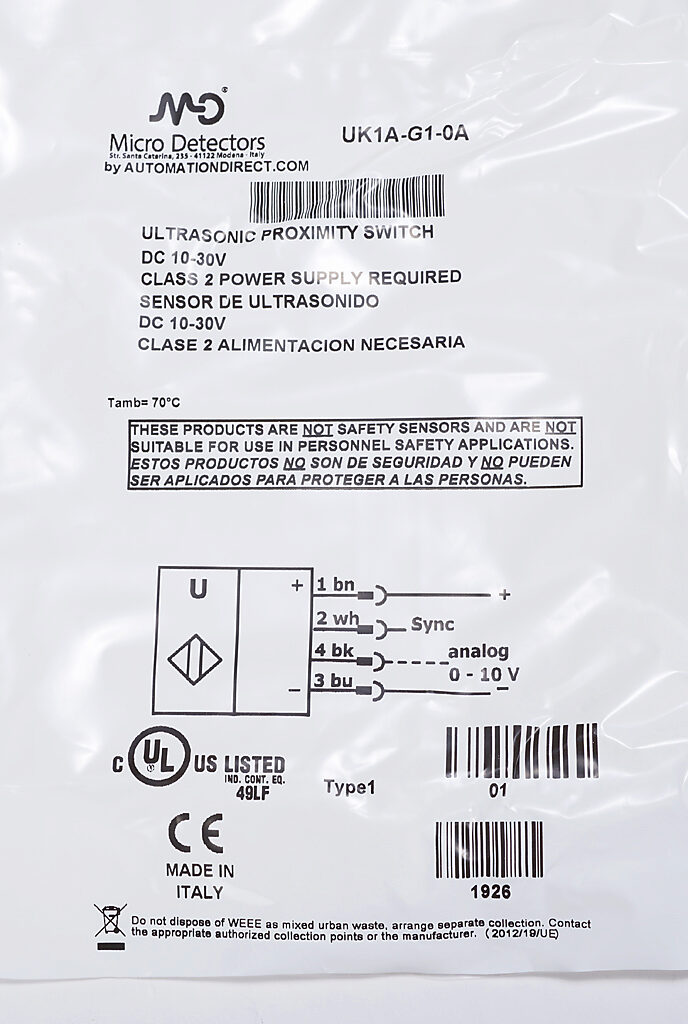 MD®
Micro Detectors
Str. Santa Caterina, 235 - 41122 Modena - Italy
by AUTOMATIONDIRECT.COM
UK1A-G1-0A
ULTRASONIC PROXIMITY SWITCH
DC 10-30V
CLASS 2 POWER SUPPLY REQUIRED
SENSOR DE ULTRASONIDO
DC 10-30V
CLASE 2 ALIMENTACION NECESARIA
Tamb= 70°C
THESE PRODUCTS ARE NOT SAFETY SENSORS AND ARE NOT
SUITABLE FOR USE IN PERSONNEL SAFETY APPLICATIONS.
ESTOS PRODUCTOS NO SON DE SEGURIDAD Y NO PUEDEN
SER APLICADOS PARA PROTEGER A LAS PERSONAS.
U
+ 1 bn +
2 wh Sync
4 bk analog
0 - 10 V
− 3 bu −
C UL US LISTED
IND. CONT. EQ.
49LF
Type1
01
CE
MADE IN
ITALY
1926
Do not dispose of WEEE as mixed urban waste, arrange separate collection. Contact
the appropriate authorized collection points or the manufacturer. (2012/19/UE)